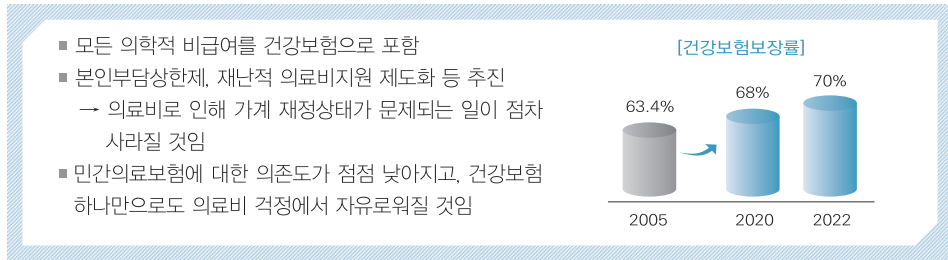 ▪ 모든 의학적 비급여를 건강보험으로 포함
▪ 본인부담상한제, 재난적 의료비지원 제도화 등 추진
→ 의료비로 인해 가계 재정상태가 문제되는 일이 점차
사라질 것임
▪ 민간의료보험에 대한 의존도가 점점 낮아지고, 건강보험
하나만으로도 의료비 걱정에서 자유로워질 것임
[건강보험보장률]
63.4%
68%
70%
2005
2020
2022